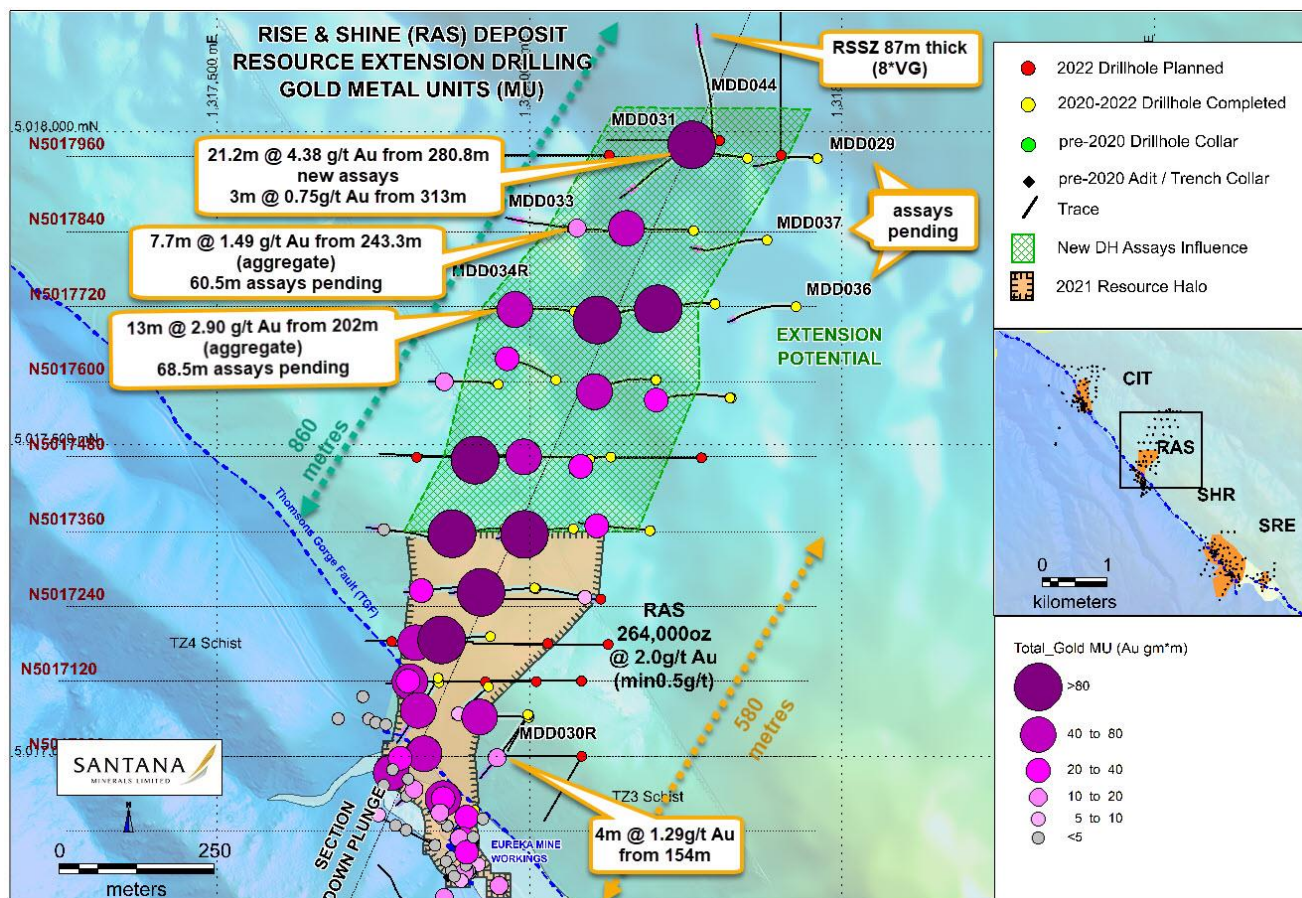 RISE & SHINE (RAS) DEPOSIT
RESOURCE EXTENSION DRILLING
GOLD METAL UNITS (MU)
1,317,500 mE
RSSZ 87m thick
(8*VG)
MDD044
MDD031
5,018,000 mN
N5017960
MDD029
21.2m @ 4.38 g/t Au from 280.8m
new assays
3m @ 0.75g/t Au from 313m
MDD033
N5017840
MDD037
assays
pending
7.7m @ 1.49 g/t Au from 243.3m
(aggregate)
60.5m assays pending
MDD034R
MDD036
N5017720
13m @ 2.90 g/t Au from 202m
(aggregate)
68.5m assays pending
EXTENSION
POTENTIAL
N5017600
860
metres
N5017480
Thomsons Gorge Fault (TGF)
N5017360
N5017240
RAS
264,000oz
@ 2.0g/t Au
(min0.5g/t)
TZ4 Schist
N5017120
580
metres
MDD030R
SANTANA
MINERALS LIMITED
N
0 250
meters
SECTION
DOWN PLUNGE
TZ3 Schist
EUREKA MINE
WORKINGS
4m @ 1.29g/t Au
from 154m
2022 Drillhole Planned
2020-2022 Drillhole Completed
pre-2020 Drillhole Collar
pre-2020 Adit / Trench Collar
Trace
New DH Assays Influence
2021 Resource Halo
CIT
RAS
SHR
SRE
0 1
kilometers
Total_Gold MU (Au gm*m)
>80
40 to 80
20 to 40
10 to 20
5 to 10
<5